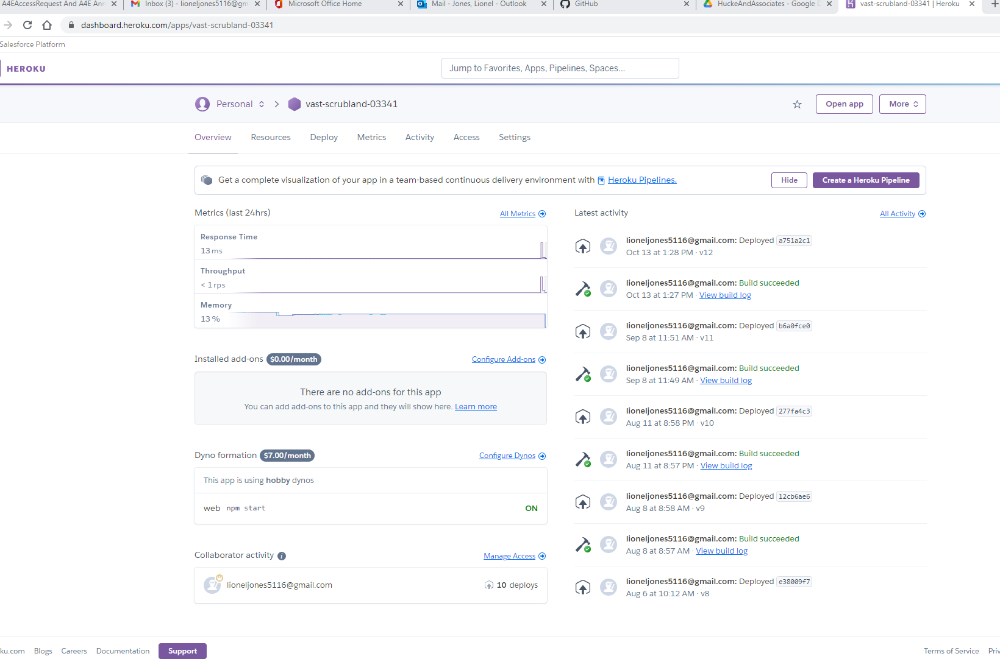 A4EAccessRequest And A4E Ann
Inbox (3) - lioneljones5116@gm
Microsoft Office Home
Mail - Jones, Lionel - Outlook
GitHub
HuckeAndAssociates - Google D
vast-scrubland-03341 | Heroku
dashboard.heroku.com/apps/vast-scrubland-03341
Salesforce Platform
HEROKU
Jump to Favorites, Apps, Pipelines, Spaces...
Personal
vast-scrubland-03341
Open app
More
Overview
Resources
Deploy
Metrics
Activity
Access
Settings
Get a complete visualization of your app in a team-based continuous delivery environment with Heroku Pipelines.
Hide
Create a Heroku Pipeline
Metrics (last 24hrs)
All Metrics
Response Time
13 ms
Throughput
< 1 rps
Memory
13 %
Installed add-ons $0.00/month
Configure Add-ons
There are no add-ons for this app
You can add add-ons to this app and they will show here. Learn more
Dyno formation $7.00/month
Configure Dynos
This app is using hobby dynos
web npm start
ON
Collaborator activity i
Manage Access
lioneljones5116@gmail.com
10 deploys
Latest activity
All Activity
lioneljones5116@gmail.com: Deployed a751a2c1
Oct 13 at 1:28 PM · v12
lioneljones5116@gmail.com: Build succeeded
Oct 13 at 1:27 PM · View build log
lioneljones5116@gmail.com: Deployed b6a0fce0
Sep 8 at 11:51 AM · v11
lioneljones5116@gmail.com: Build succeeded
Sep 8 at 11:49 AM · View build log
lioneljones5116@gmail.com: Deployed 277fa4c3
Aug 11 at 8:58 PM · v10
lioneljones5116@gmail.com: Build succeeded
Aug 11 at 8:57 PM · View build log
lioneljones5116@gmail.com: Deployed 12cb6ae6
Aug 8 at 8:58 AM · v9
lioneljones5116@gmail.com: Build succeeded
Aug 8 at 8:57 AM · View build log
lioneljones5116@gmail.com: Deployed e38009f7
Aug 6 at 10:12 AM · v8
ku.com
Blogs
Careers
Documentation
Support
Terms of Service
Priv